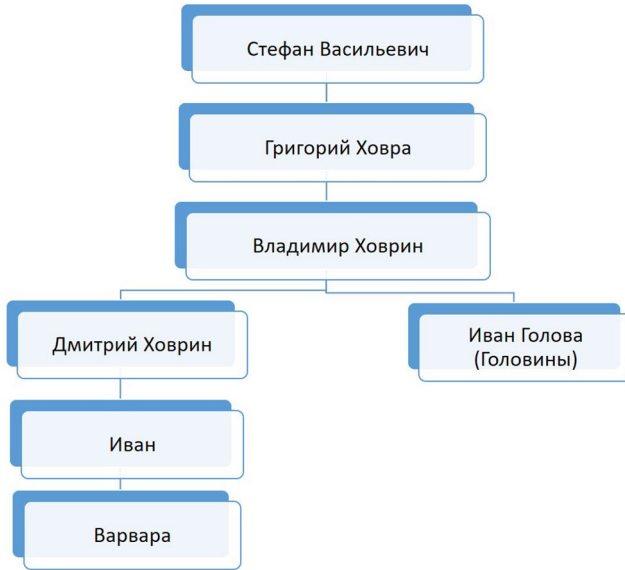 Стефан Васильевич
Григорий Ховра
Владимир Ховрин
Дмитрий Ховрин
Иван Голова
(Головины)
Иван
Варвара